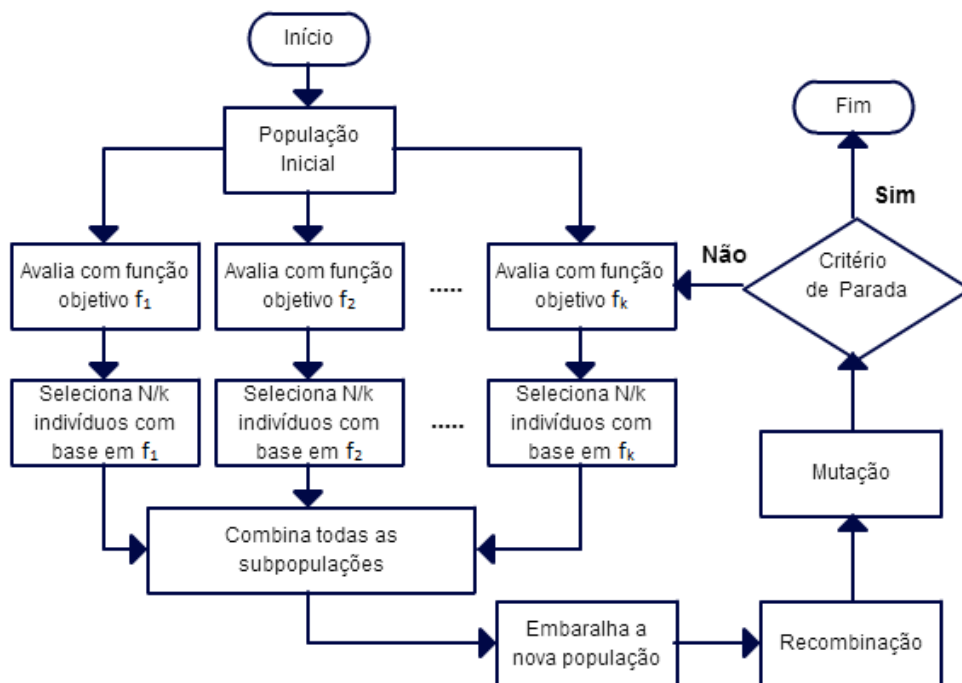 Início
População
Inicial
Fim
Sim
Não
Critério
de Parada
Avalia com função
objetivo f₁
Avalia com função
objetivo f₂
.....
Avalia com função
objetivo fₖ
Seleciona N/k
indivíduos com
base em f₁
Seleciona N/k
indivíduos com
base em f₂
.....
Seleciona N/k
indivíduos com
base em fₖ
Mutação
Combina todas as
subpopulações
Embaralha a
nova população
Recombinação